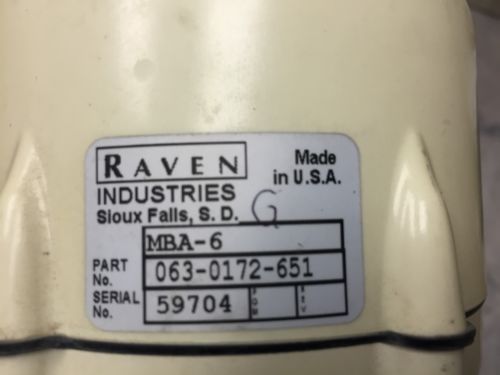 RAVEN
Made
in U.S.A.
INDUSTRIES
Sioux Falls, S. D. G
MBA-6
PART No. 063-0172-651
SERIAL No. 59704